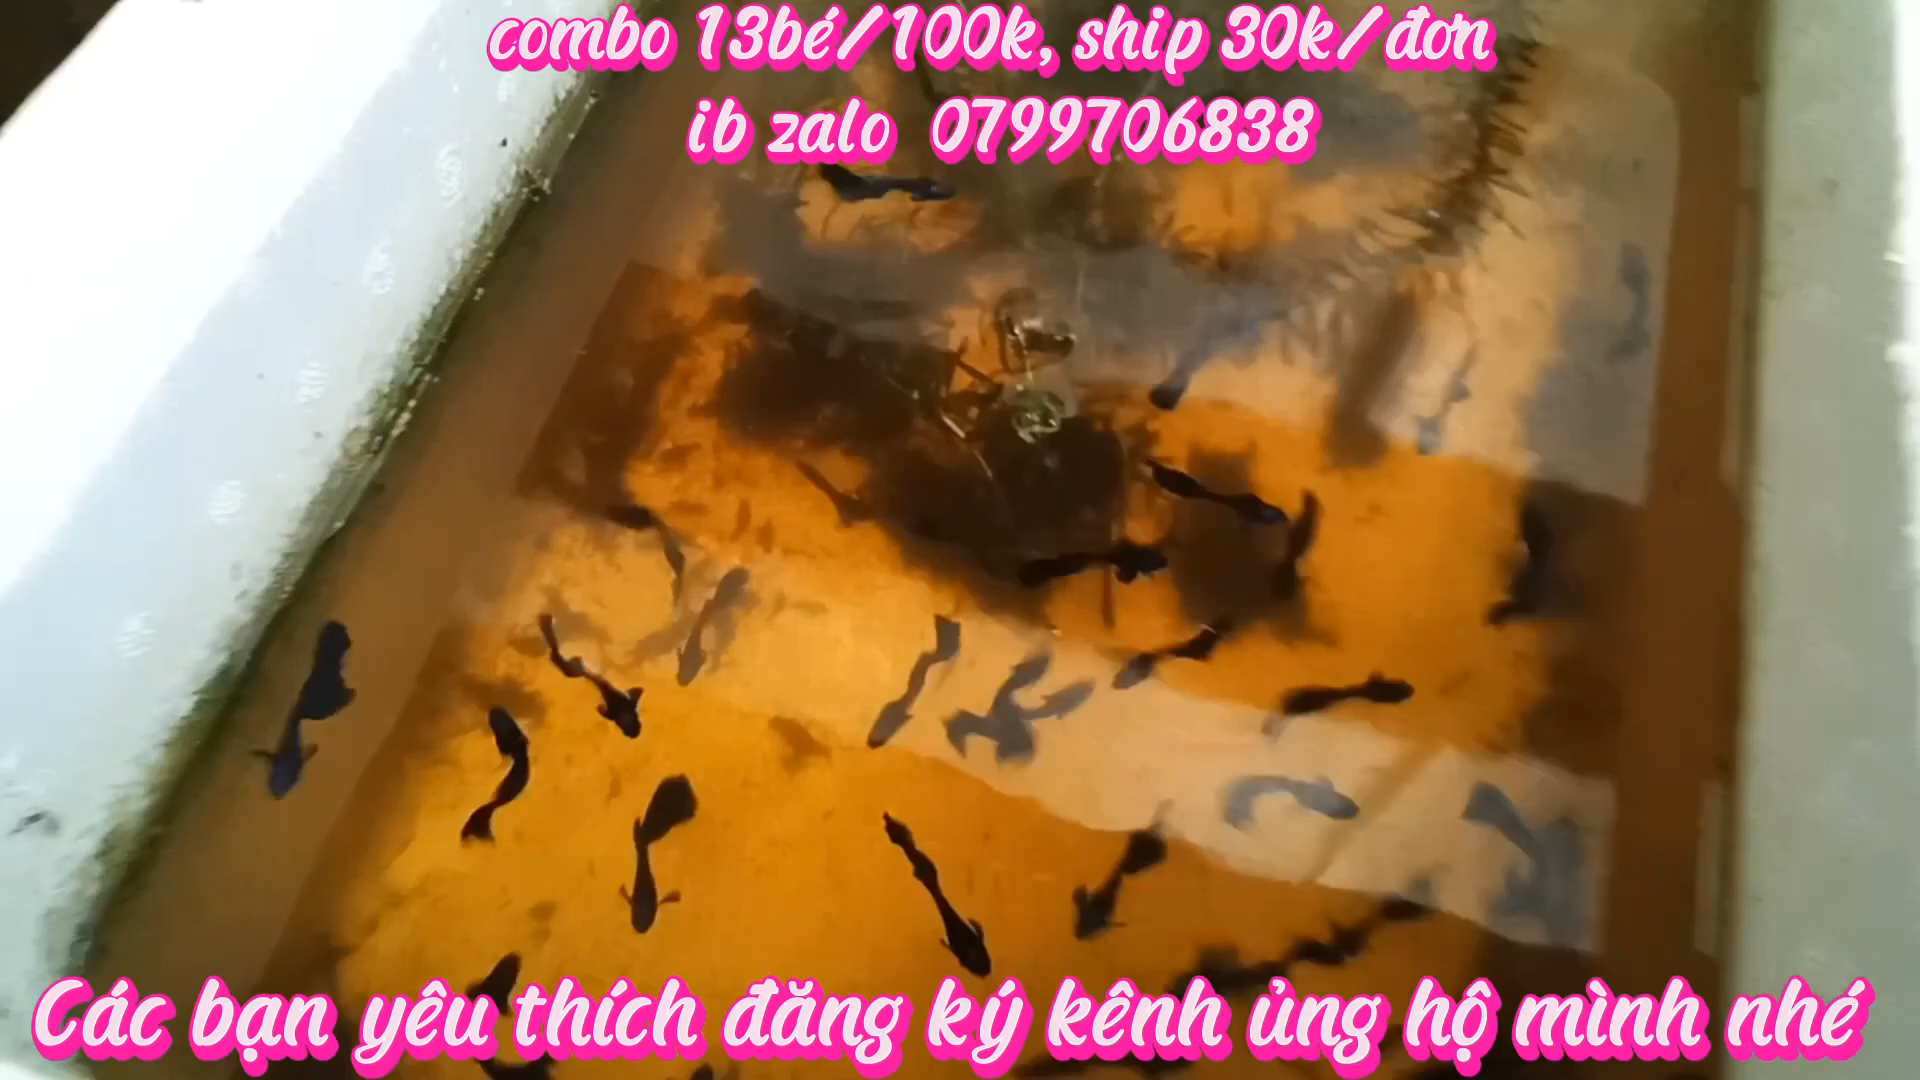 combo 13bé/100k, ship 30k/đơn
ib zalo 0799706838
Các bạn yêu thích đăng ký kênh ủng hộ mình nhé